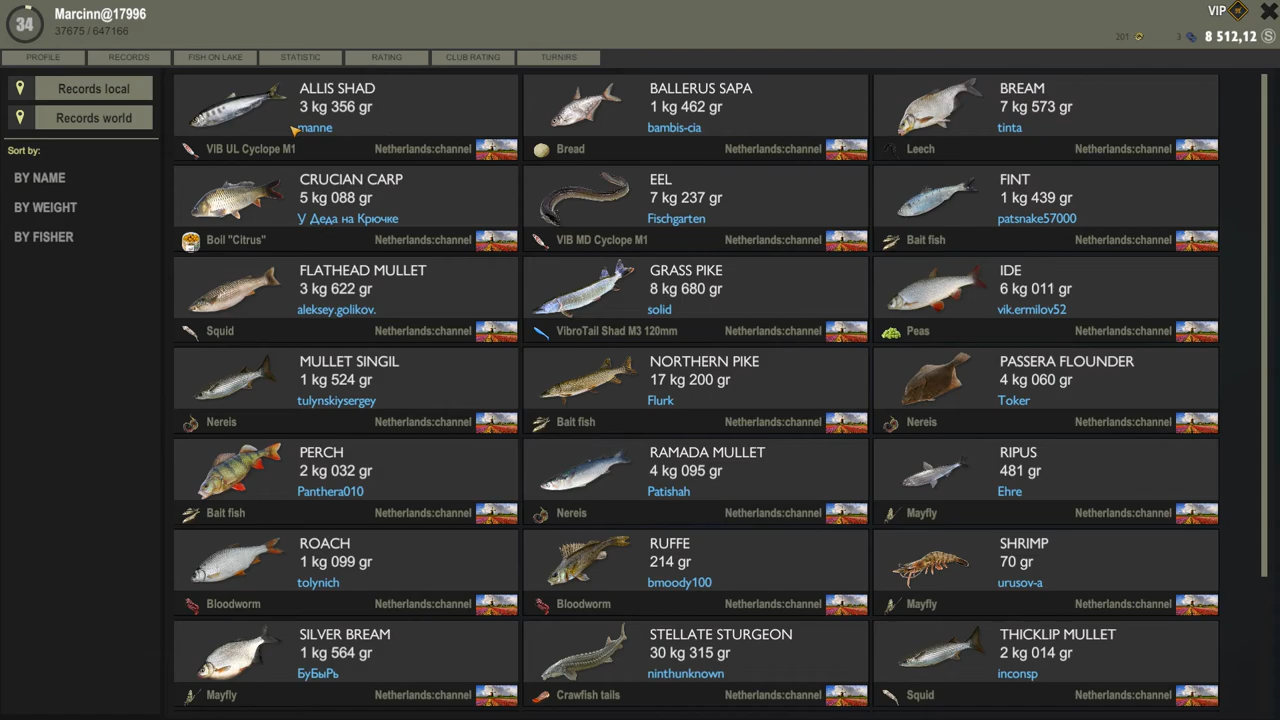 34
Marcinn@17996
37675 / 647166
VIP
201 3 8 512,12 S
PROFILE RECORDS FISH ON LAKE STATISTIC RATING CLUB RATING TURNIRS
Records local
Records world
Sort by:
BY NAME
BY WEIGHT
BY FISHER
ALLIS SHAD
3 kg 356 gr
manne
VIB UL Cyclope M1 Netherlands:channel
BALLERUS SAPA
1 kg 462 gr
bambis-cia
Bread Netherlands:channel
BREAM
7 kg 573 gr
tinta
Leech Netherlands:channel
CRUCIAN CARP
5 kg 088 gr
У Деда на Крючке
Boil "Citrus" Netherlands:channel
EEL
7 kg 237 gr
Fischgarten
VIB MD Cyclope M1 Netherlands:channel
FINT
1 kg 439 gr
patsnake57000
Bait fish Netherlands:channel
FLATHEAD MULLET
3 kg 622 gr
aleksey.golikov.
Squid Netherlands:channel
GRASS PIKE
8 kg 680 gr
solid
VibroTail Shad M3 120mm Netherlands:channel
IDE
6 kg 011 gr
vik.ermilov52
Peas Netherlands:channel
MULLET SINGIL
1 kg 524 gr
tulynskiysergey
Nereis Netherlands:channel
NORTHERN PIKE
17 kg 200 gr
Flurk
Bait fish Netherlands:channel
PASSERA FLOUNDER
4 kg 060 gr
Toker
Nereis Netherlands:channel
PERCH
2 kg 032 gr
Panthera010
Bait fish Netherlands:channel
RAMADA MULLET
4 kg 095 gr
Patishah
Nereis Netherlands:channel
RIPUS
481 gr
Ehre
Mayfly Netherlands:channel
ROACH
1 kg 099 gr
tolynich
Bloodworm Netherlands:channel
RUFFE
214 gr
bmoody100
Bloodworm Netherlands:channel
SHRIMP
70 gr
urusov-a
Mayfly Netherlands:channel
SILVER BREAM
1 kg 564 gr
БуБыРь
Mayfly Netherlands:channel
STELLATE STURGEON
30 kg 315 gr
ninthunknown
Crawfish tails Netherlands:channel
THICKLIP MULLET
2 kg 014 gr
inconsp
Squid Netherlands:channel